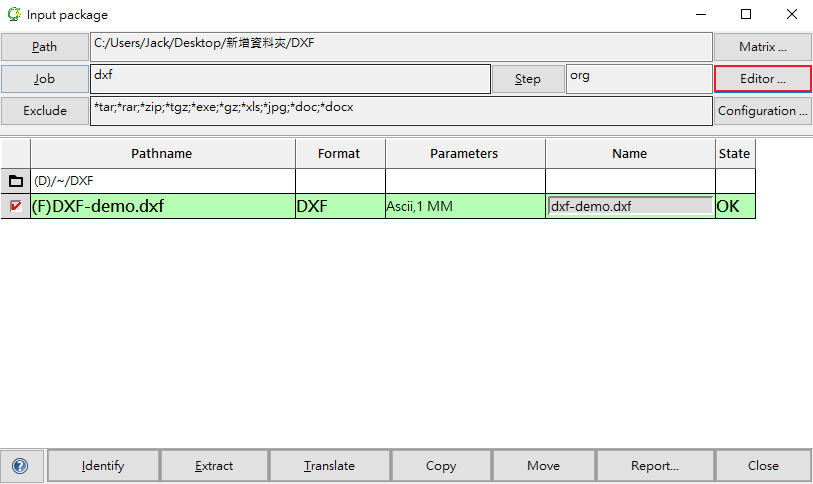 Input package
Path C:/Users/Jack/Desktop/新增資料夾/DXF Matrix ...
Job dxf Step org Editor ...
Exclude *tar;*rar;*zip;*tgz;*exe;*gz;*xls;*jpg;*doc;*docx Configuration ...
Pathname Format Parameters Name State
(D)/~/DXF
(F)DXF-demo.dxf DXF Ascii,1 MM dxf-demo.dxf OK
? Identify Extract Translate Copy Move Report... Close